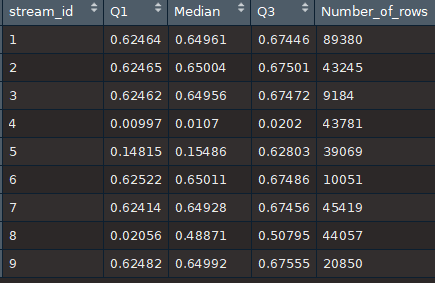 stream_id Q1 Median Q3 Number_of_rows
1 0.62464 0.64961 0.67446 89380
2 0.62465 0.65004 0.67501 43245
3 0.62462 0.64956 0.67472 9184
4 0.00997 0.0107 0.0202 43781
5 0.14815 0.15486 0.62803 39069
6 0.62522 0.65011 0.67486 10051
7 0.62414 0.64928 0.67456 45419
8 0.02056 0.48871 0.50795 44057
9 0.62482 0.64992 0.67555 20850